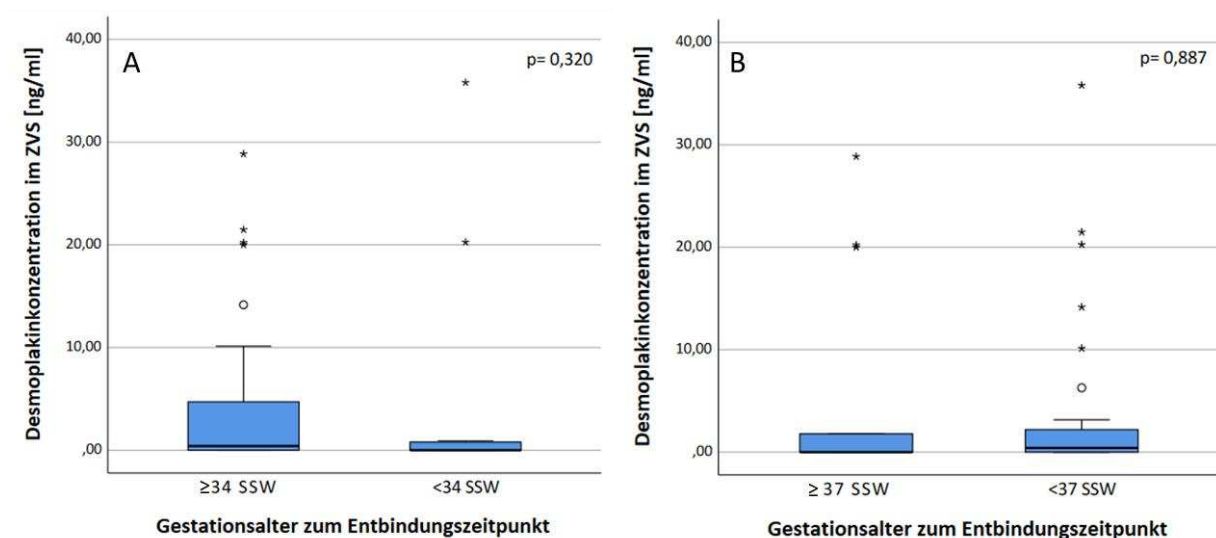 Desmoplakinkonzentration im ZVS [ng/ml]
40,00
30,00
20,00
10,00
,00
A
p= 0,320
≥34 SSW
<34 SSW
Gestationsalter zum Entbindungszeitpunkt
Desmoplakinkonzentration im ZVS [ng/ml]
40,00
30,00
20,00
10,00
,00
B
p= 0,887
≥ 37 SSW
<37 SSW
Gestationsalter zum Entbindungszeitpunkt